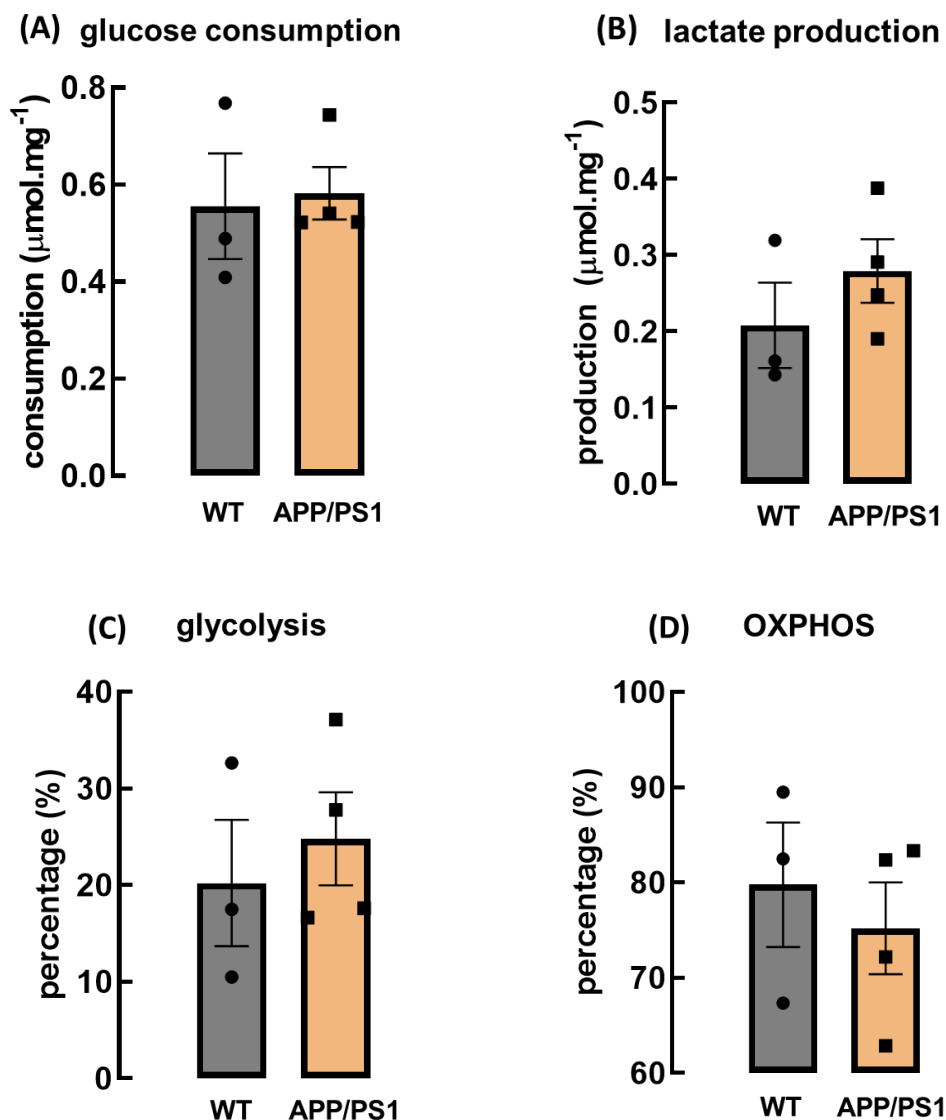 (A) glucose consumption
consumption (μmol.mg⁻¹)
0.8
0.6
0.4
0.2
0.0
WT APP/PS1
(B) lactate production
production (μmol.mg⁻¹)
0.5
0.4
0.3
0.2
0.1
0.0
WT APP/PS1
(C) glycolysis
percentage (%)
40
30
20
10
0
WT APP/PS1
(D) OXPHOS
percentage (%)
100
90
80
70
60
WT APP/PS1